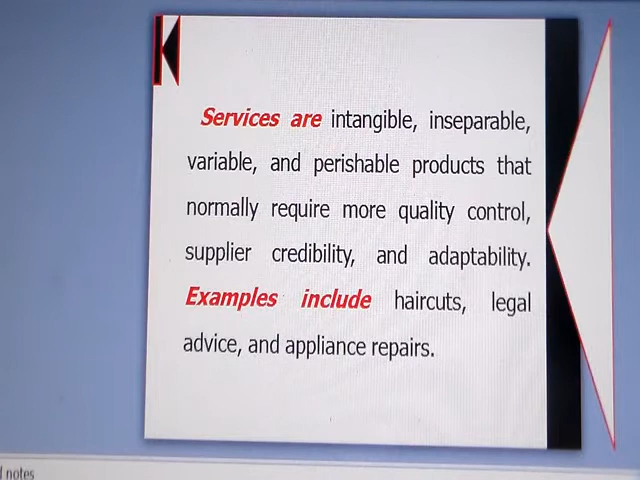 Services are intangible, inseparable,
variable, and perishable products that
normally require more quality control,
supplier credibility, and adaptability.
Examples include haircuts, legal
advice, and appliance repairs.
notes